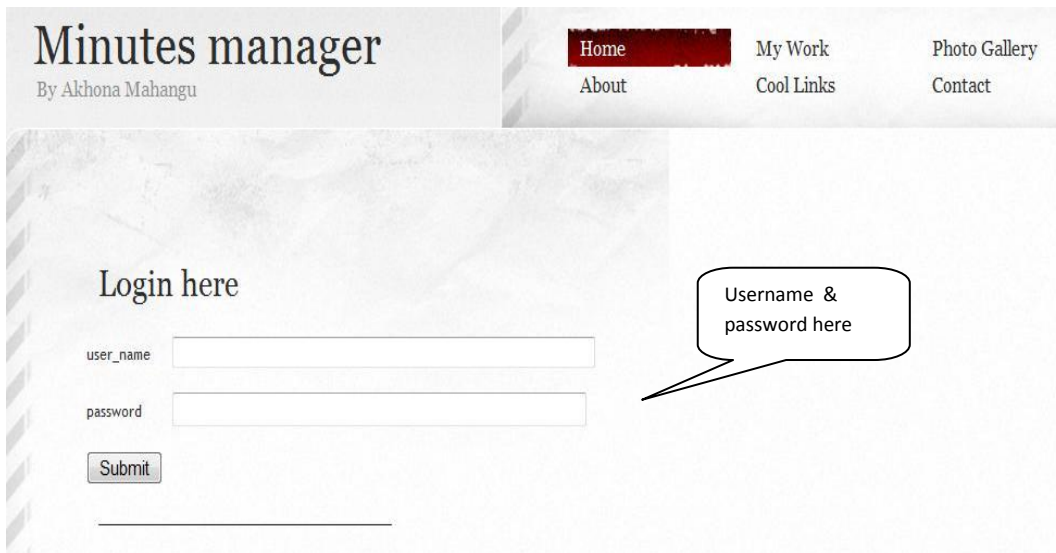 Minutes manager
By Akhona Mahangu
Home My Work Photo Gallery
About Cool Links Contact
Login here
Username &
password here
user_name
password
Submit